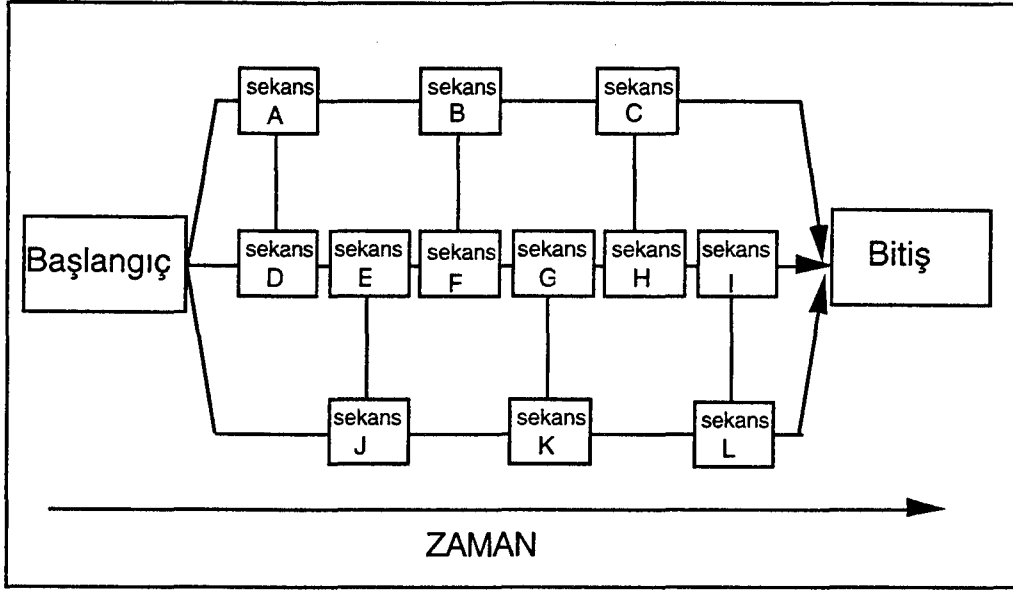 sekans
A
sekans
B
sekans
C
Başlangıç
sekans
D
sekans
E
sekans
F
sekans
G
sekans
H
sekans
I
Bitiş
sekans
J
sekans
K
sekans
L
ZAMAN